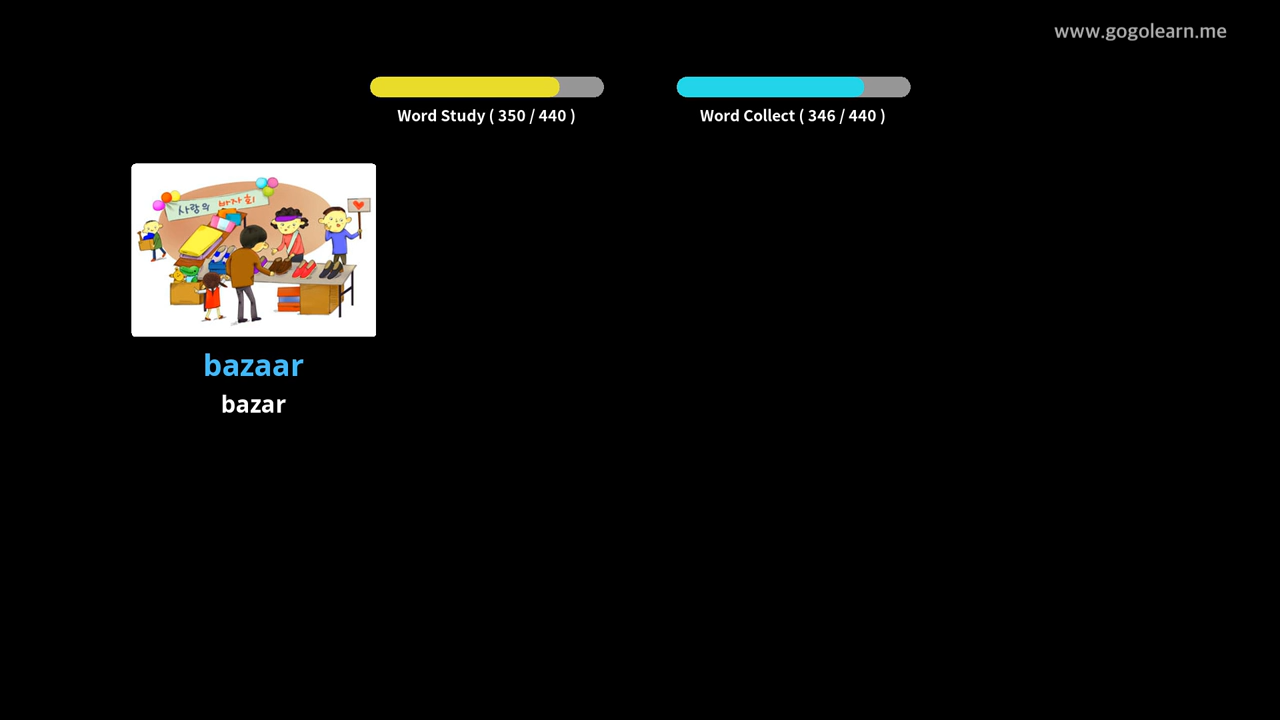 www.gogolearn.me
Word Study ( 350 / 440 )
Word Collect ( 346 / 440 )
사랑의 바자회
bazaar
bazar